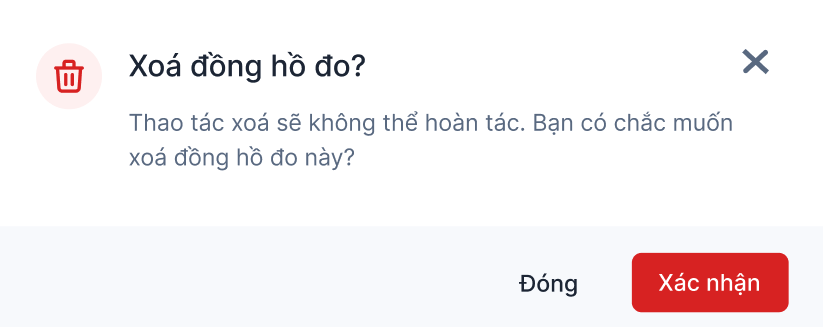 Xoá đồng hồ đo?
Thao tác xoá sẽ không thể hoàn tác. Bạn có chắc muốn
xoá đồng hồ đo này?
Đóng
Xác nhận